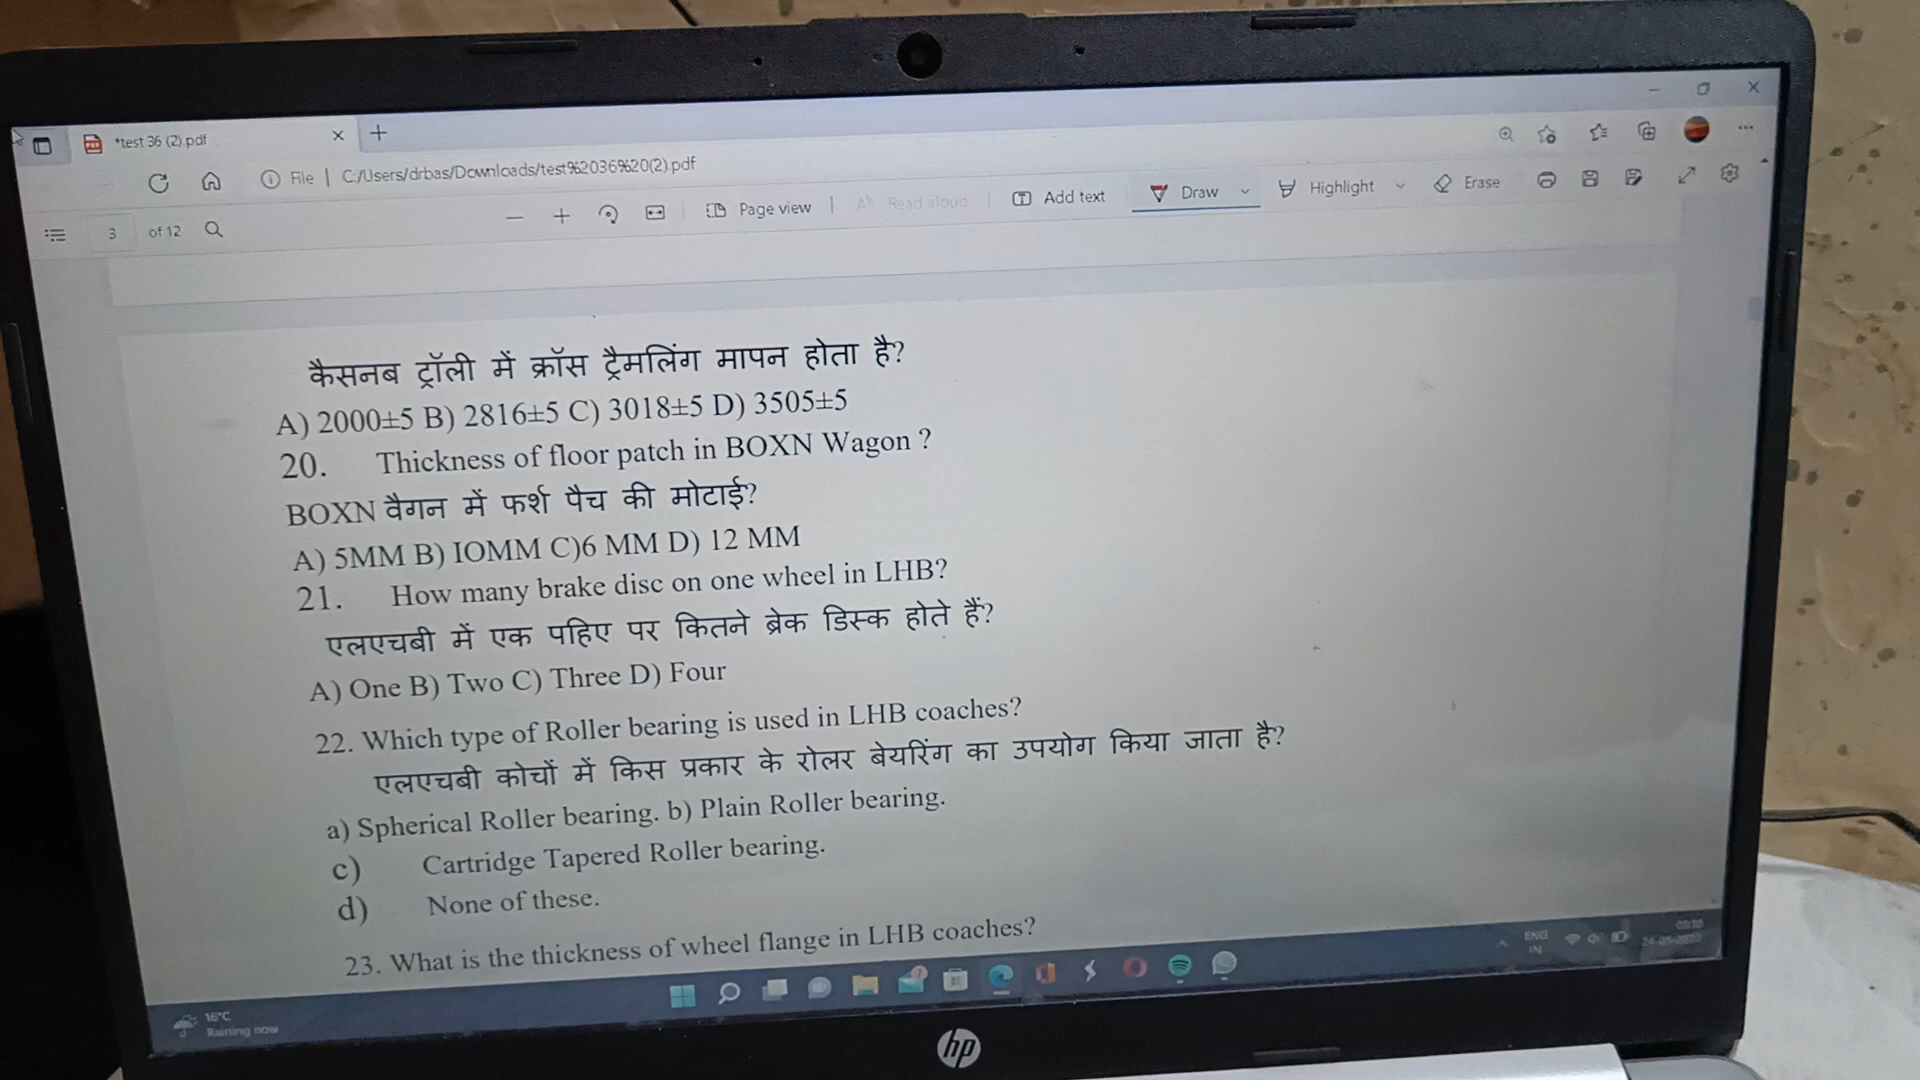 *test 36 (2).pdf
File | C:/Users/drbas/Downloads/test%2036%20(2).pdf
3 of 12 Page view Read aloud Add text Draw Highlight Erase
कैसनब ट्रॉली में क्रॉस ट्रैमलिंग मापन होता है?
A) 2000±5 B) 2816±5 C) 3018±5 D) 3505±5
20. Thickness of floor patch in BOXN Wagon ?
BOXN वैगन में फर्श पैच की मोटाई?
A) 5MM B) IOMM C)6 MM D) 12 MM
21. How many brake disc on one wheel in LHB?
एलएचबी में एक पहिए पर कितने ब्रेक डिस्क होते हैं?
A) One B) Two C) Three D) Four
22. Which type of Roller bearing is used in LHB coaches?
एलएचबी कोचों में किस प्रकार के रोलर बेयरिंग का उपयोग किया जाता है?
a) Spherical Roller bearing. b) Plain Roller bearing.
c) Cartridge Tapered Roller bearing.
d) None of these.
23. What is the thickness of wheel flange in LHB coaches?
16°C
Raining now
ENG
IN
hp